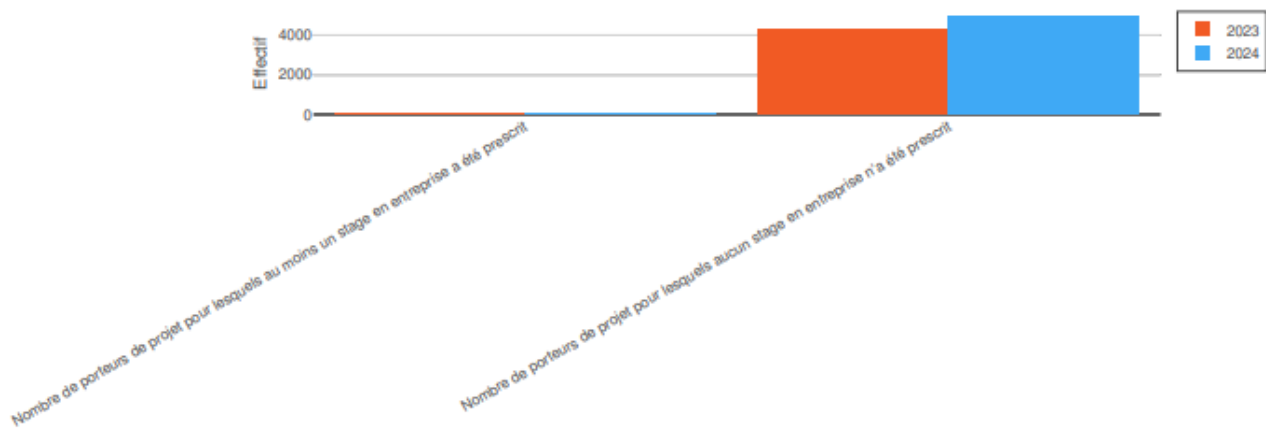 Effectif
4000
2000
0
2023
2024
Nombre de porteurs de projet pour lesquels au moins un stage en entreprise a été prescrit
Nombre de porteurs de projet pour lesquels aucun stage en entreprise n'a été prescrit